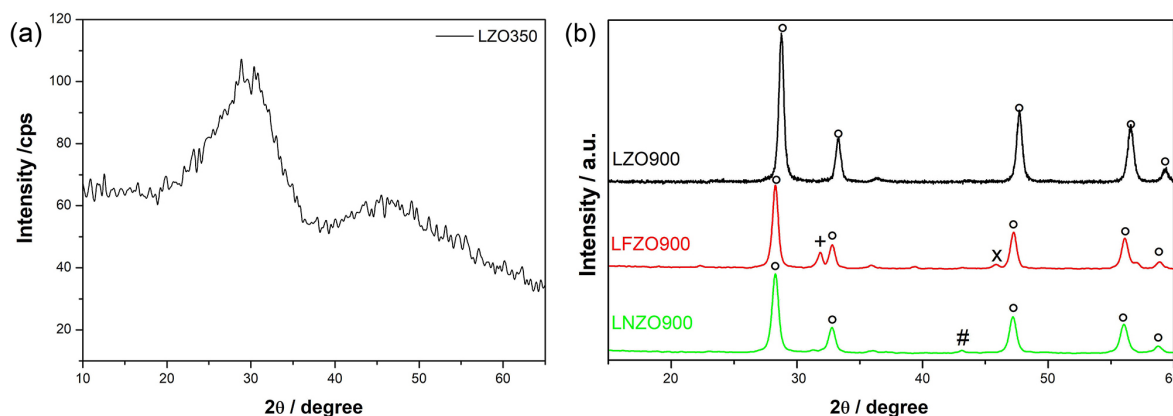 (a)
LZO350
120
100
80
60
40
20
10 20 30 40 50 60
Intensity /cps
2θ / degree
(b)
LZO900
LFZO900
LNZO900
+
x
#
20 30 40 50
Intensity / a.u.
2θ / degree